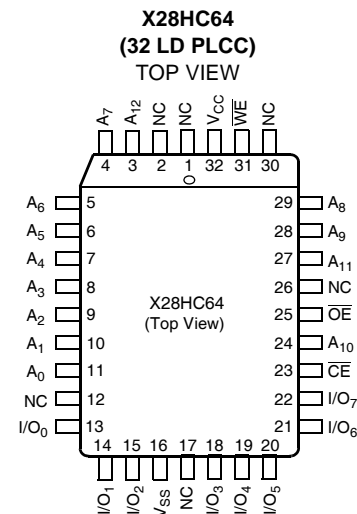 X28HC64
(32 LD PLCC)
TOP VIEW
A7 A12 NC NC VCC W̅E̅ NC
4 3 2 1 32 31 30
A6 5 29 A8
A5 6 28 A9
A4 7 27 A11
A3 8 26 NC
A2 9 25 O̅E̅
A1 10 24 A10
A0 11 23 C̅E̅
NC 12 22 I/O7
I/O0 13 21 I/O6
X28HC64
(Top View)
14 15 16 17 18 19 20
I/O1 I/O2 VSS NC I/O3 I/O4 I/O5